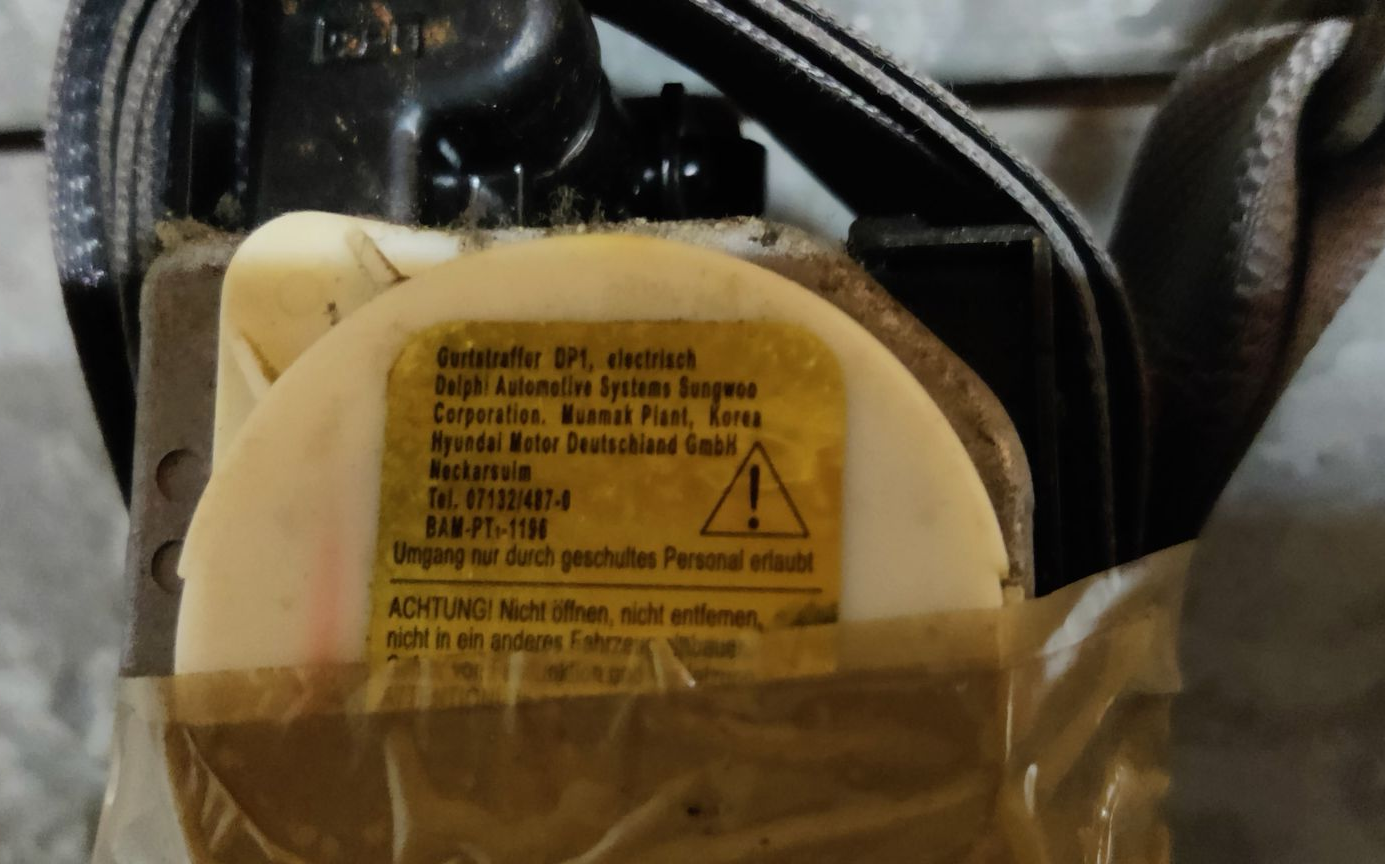 Gurtstraffer DP1, electrisch
Delphi Automotive Systems Sungwoo
Corporation. Munmak Plant, Korea
Hyundai Motor Deutschland GmbH
Neckarsulm
Tel. 07132/487-0
BAM-PT1-1196
Umgang nur durch geschultes Personal erlaubt
ACHTUNG! Nicht öffnen, nicht entfernen,
nicht in ein anderes